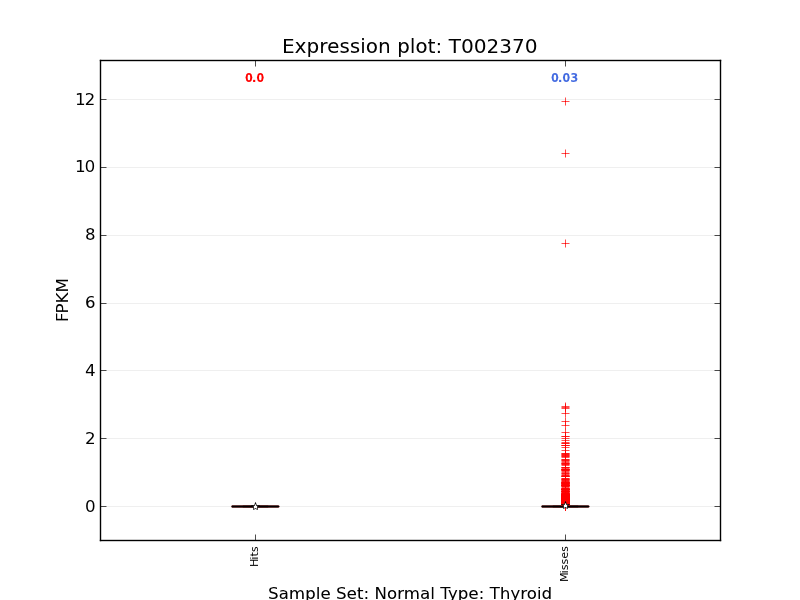 Expression plot: T002370
0.0 0.03
12
10
8
6
4
2
0
FPKM
Hits Misses
Sample Set: Normal Type: Thyroid